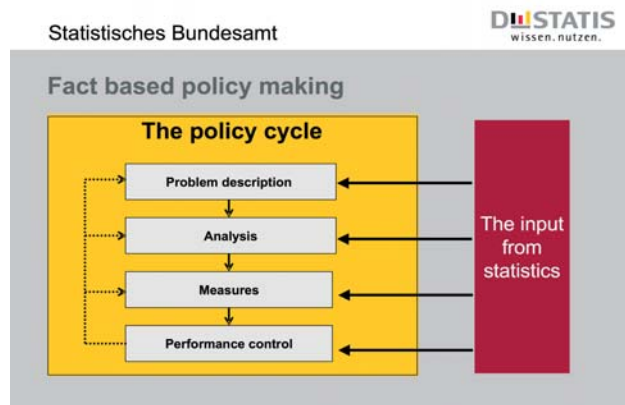 Statistisches Bundesamt
DESTATIS
wissen.nutzen.
Fact based policy making
The policy cycle
Problem description
Analysis
Measures
Performance control
The input
from
statistics